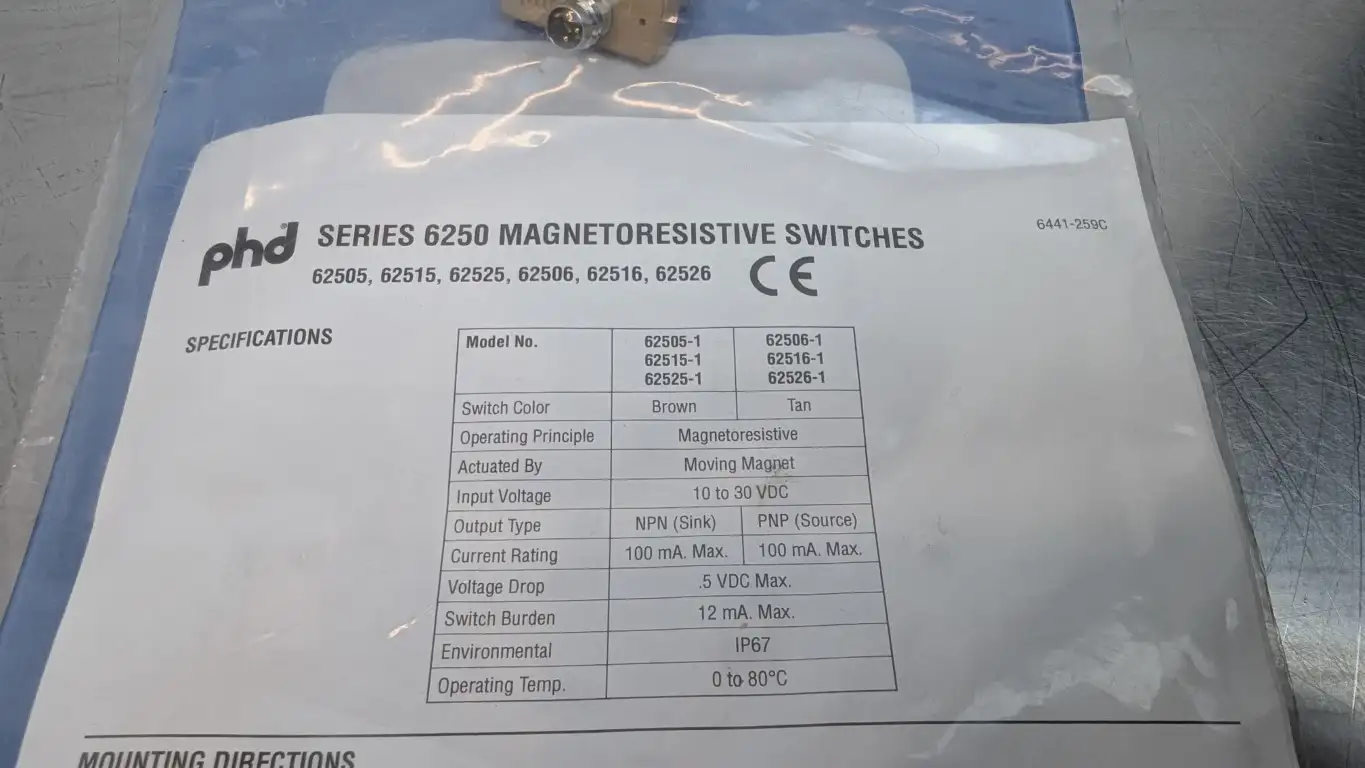 phd SERIES 6250 MAGNETORESISTIVE SWITCHES 6441-259C
62505, 62515, 62525, 62506, 62516, 62526 CE
SPECIFICATIONS
Model No. 62505-1 62506-1
62515-1 62516-1
62525-1 62526-1
Switch Color Brown Tan
Operating Principle Magnetoresistive
Actuated By Moving Magnet
Input Voltage 10 to 30 VDC
Output Type NPN (Sink) PNP (Source)
Current Rating 100 mA. Max. 100 mA. Max.
Voltage Drop .5 VDC Max.
Switch Burden 12 mA. Max.
Environmental IP67
Operating Temp. 0 to 80°C
MOUNTING DIRECTIONS